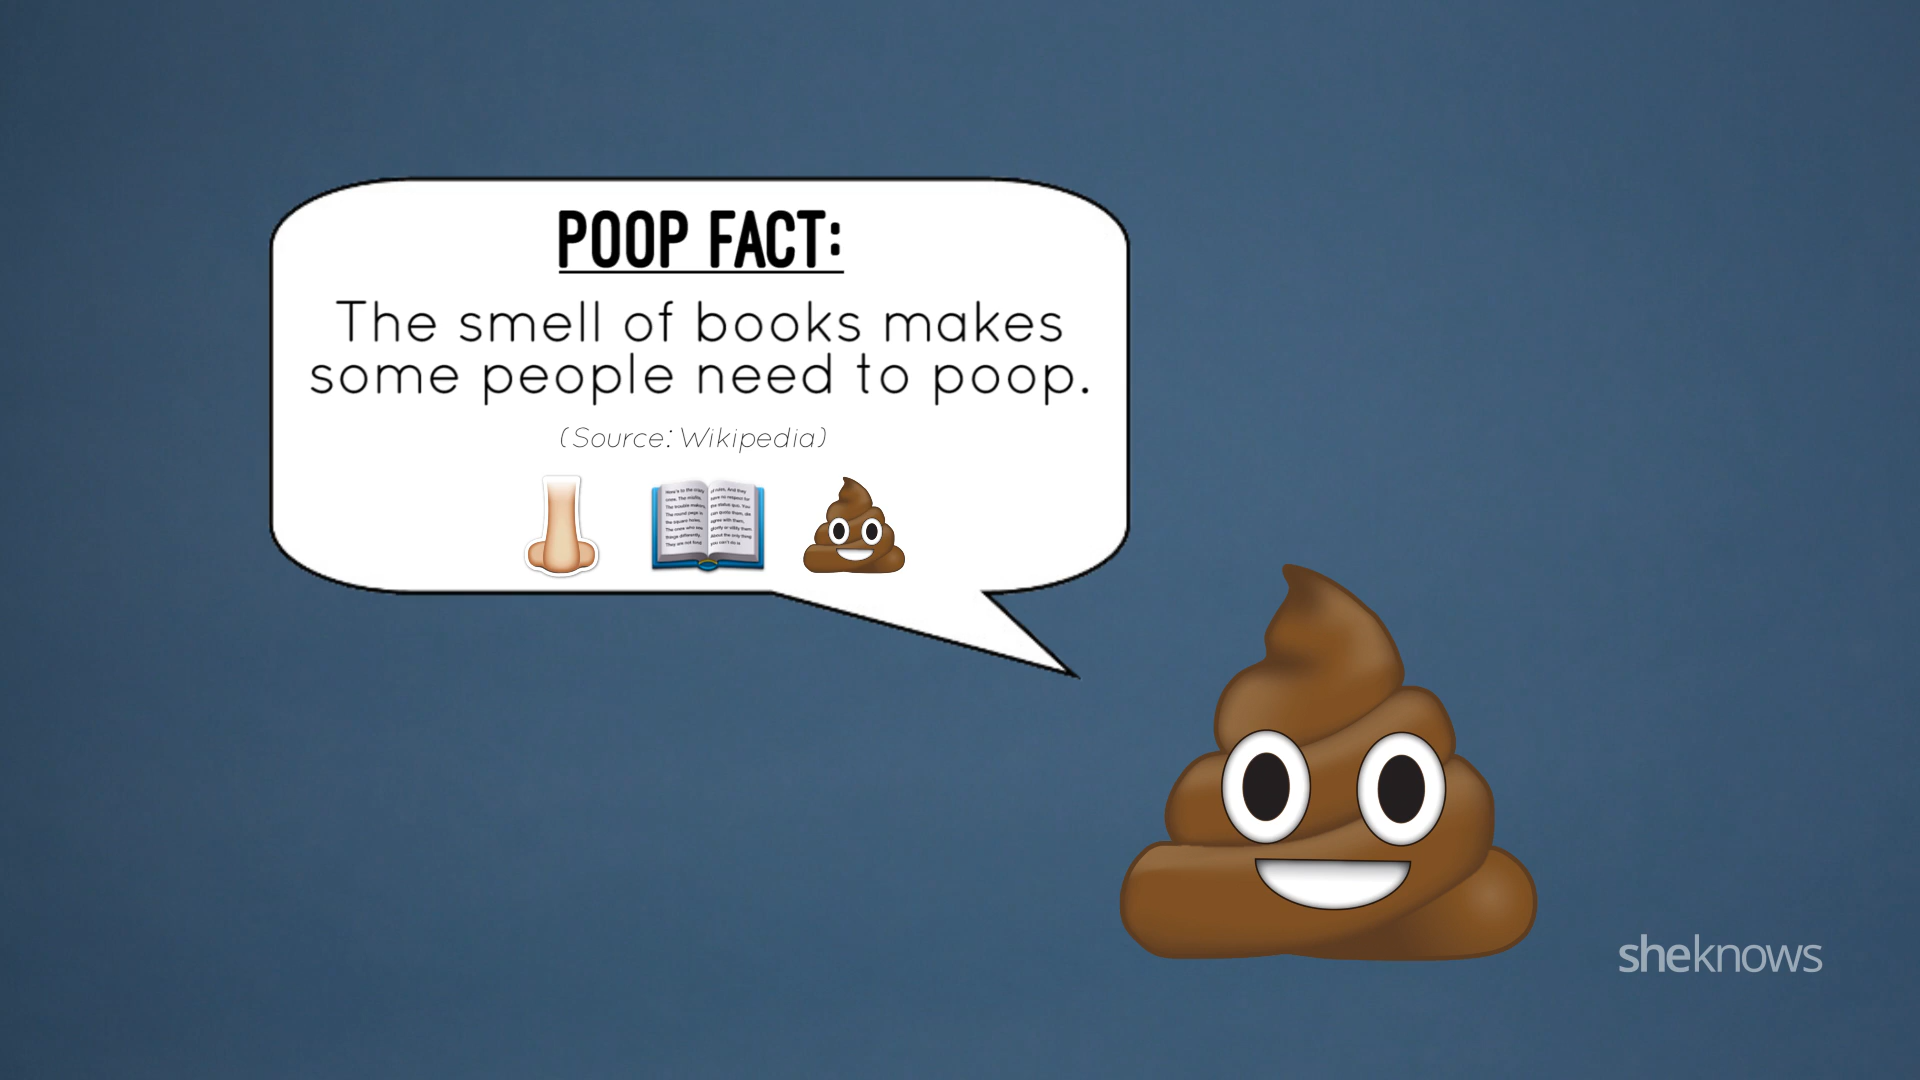 POOP FACT:
The smell of books makes
some people need to poop.
(Source: Wikipedia)
sheknows